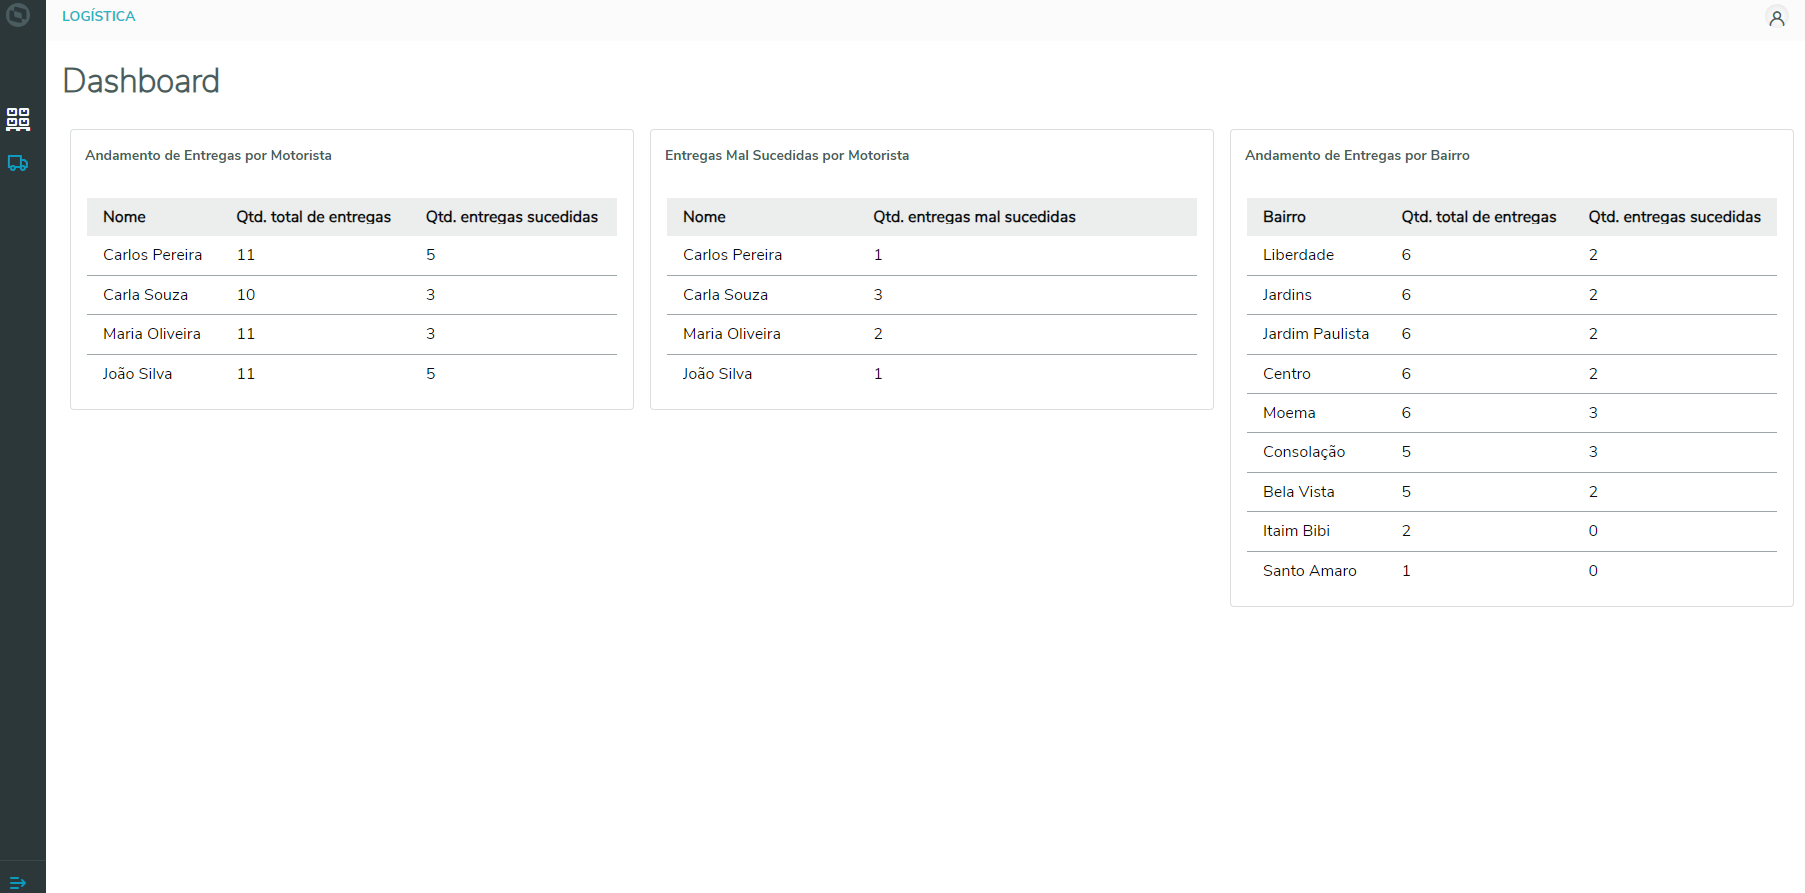 LOGÍSTICA
Dashboard
Andamento de Entregas por Motorista
Nome Qtd. total de entregas Qtd. entregas sucedidas
Carlos Pereira 11 5
Carla Souza 10 3
Maria Oliveira 11 3
João Silva 11 5
Entregas Mal Sucedidas por Motorista
Nome Qtd. entregas mal sucedidas
Carlos Pereira 1
Carla Souza 3
Maria Oliveira 2
João Silva 1
Andamento de Entregas por Bairro
Bairro Qtd. total de entregas Qtd. entregas sucedidas
Liberdade 6 2
Jardins 6 2
Jardim Paulista 6 2
Centro 6 2
Moema 6 3
Consolação 5 3
Bela Vista 5 2
Itaim Bibi 2 0
Santo Amaro 1 0